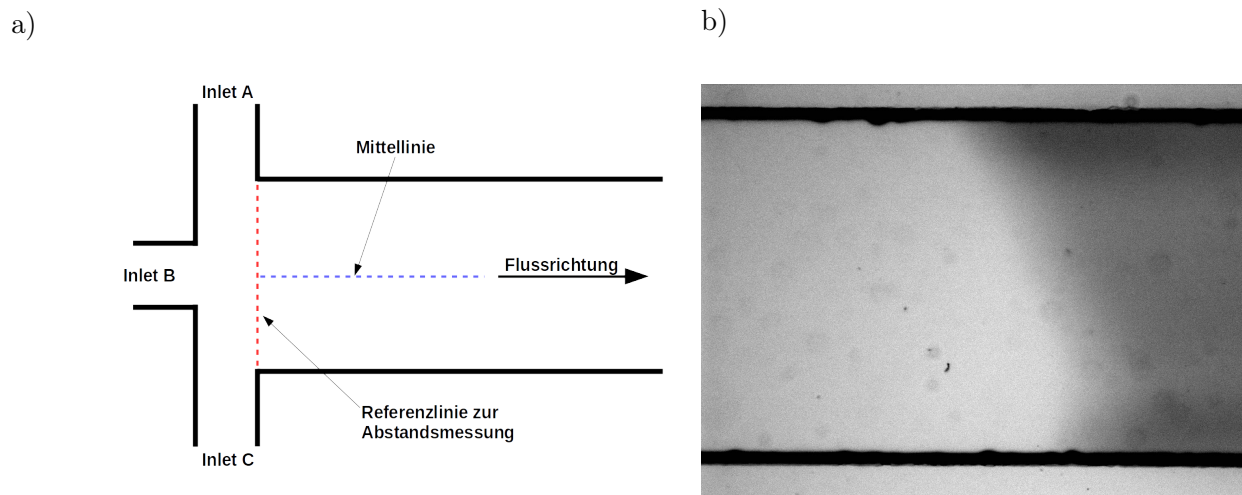 a)
Inlet A
Mittellinie
Inlet B
Flussrichtung
Referenzlinie zur
Abstandsmessung
Inlet C
b)